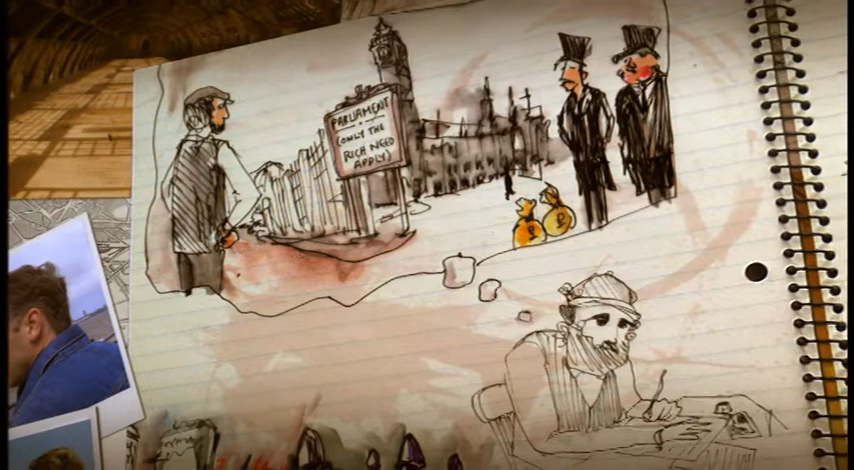 PARLIAMENT
(ONLY THE
RICH NEED
APPLY)
£
£